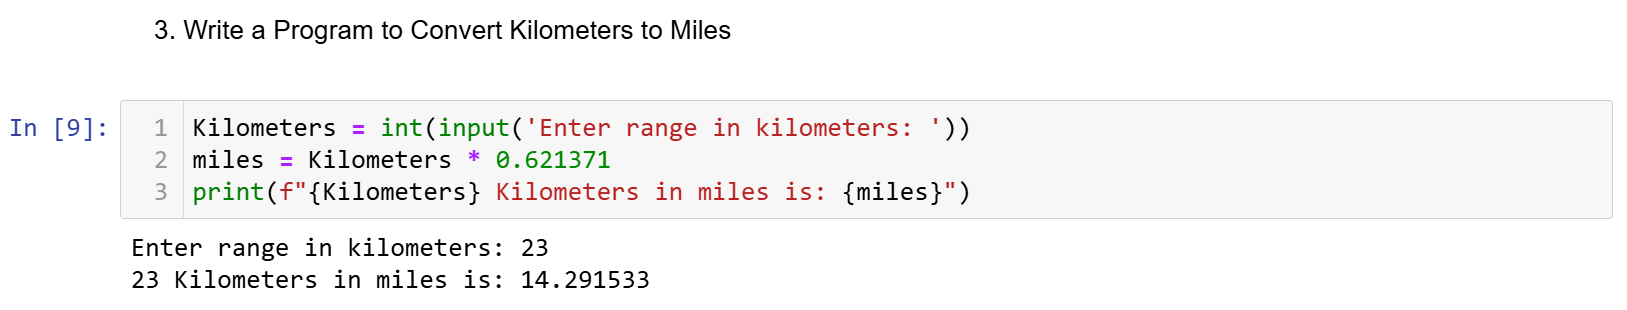 3. Write a Program to Convert Kilometers to Miles
In [9]:
1 Kilometers = int(input('Enter range in kilometers: '))
2 miles = Kilometers * 0.621371
3 print(f"{Kilometers} Kilometers in miles is: {miles}")
Enter range in kilometers: 23
23 Kilometers in miles is: 14.291533